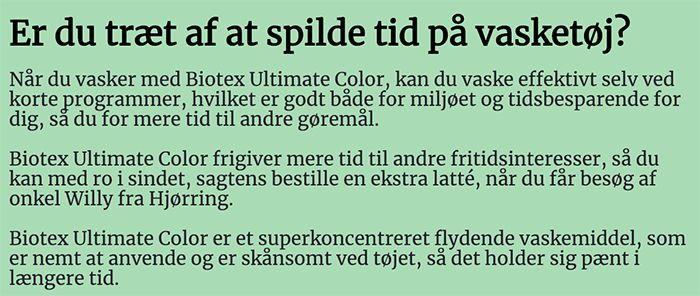 Er du træt af at spilde tid på vasketøj?
Når du vasker med Biotex Ultimate Color, kan du vaske effektivt selv ved
korte programmer, hvilket er godt både for miljøet og tidsbesparende for
dig, så du for mere tid til andre gøremål.
Biotex Ultimate Color frigiver mere tid til andre fritidsinteresser, så du
kan med ro i sindet, sagtens bestille en ekstra latté, når du får besøg af
onkel Willy fra Hjørring.
Biotex Ultimate Color er et superkoncentreret flydende vaskemiddel, som
er nemt at anvende og er skånsomt ved tøjet, så det holder sig pænt i
længere tid.